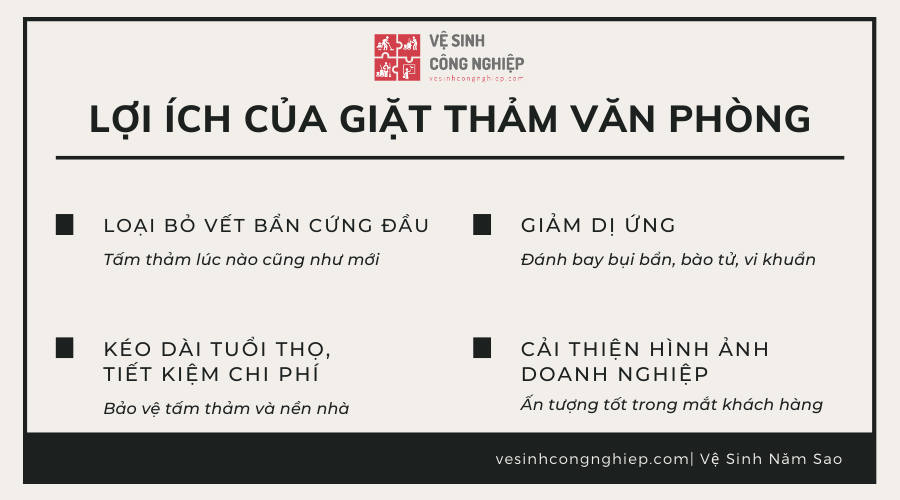 VỆ SINH
CÔNG NGHIỆP
vesinhcongnghiep.com
LỢI ÍCH CỦA GIẶT THẢM VĂN PHÒNG
LOẠI BỎ VẾT BẨN CỨNG ĐẦU
Tấm thảm lúc nào cũng như mới
GIẢM DỊ ỨNG
Đánh bay bụi bẩn, bào tử, vi khuẩn
KÉO DÀI TUỔI THỌ,
TIẾT KIỆM CHI PHÍ
Bảo vệ tấm thảm và nền nhà
CẢI THIỆN HÌNH ẢNH
DOANH NGHIỆP
Ấn tượng tốt trong mắt khách hàng
vesinhcongnghiep.com| Vệ Sinh Năm Sao